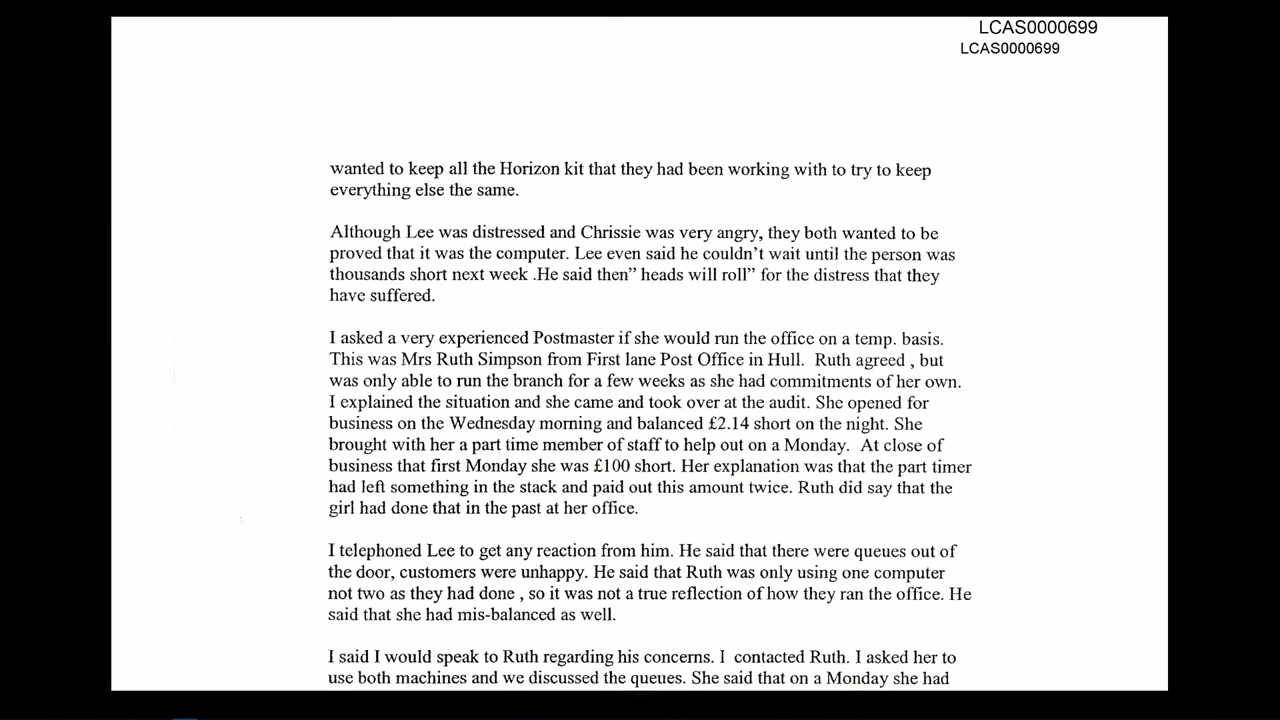 LCAS0000699
LCAS0000699
wanted to keep all the Horizon kit that they had been working with to try to keep
everything else the same.
Although Lee was distressed and Chrissie was very angry, they both wanted to be
proved that it was the computer. Lee even said he couldn't wait until the person was
thousands short next week .He said then” heads will roll” for the distress that they
have suffered.
I asked a very experienced Postmaster if she would run the office on a temp. basis.
This was Mrs Ruth Simpson from First lane Post Office in Hull. Ruth agreed , but
was only able to run the branch for a few weeks as she had commitments of her own.
I explained the situation and she came and took over at the audit. She opened for
business on the Wednesday morning and balanced £2.14 short on the night. She
brought with her a part time member of staff to help out on a Monday. At close of
business that first Monday she was £100 short. Her explanation was that the part timer
had left something in the stack and paid out this amount twice. Ruth did say that the
girl had done that in the past at her office.
I telephoned Lee to get any reaction from him. He said that there were queues out of
the door, customers were unhappy. He said that Ruth was only using one computer
not two as they had done , so it was not a true reflection of how they ran the office. He
said that she had mis-balanced as well.
I said I would speak to Ruth regarding his concerns. I contacted Ruth. I asked her to
use both machines and we discussed the queues. She said that on a Monday she had